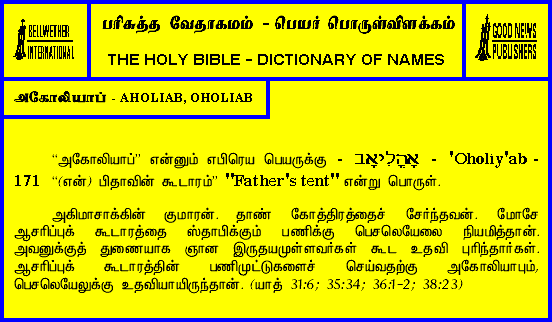 BELLWETHER
INTERNATIONAL
பரிசுத்த வேதாகமம் - பெயர் பொருள்விளக்கம்
THE HOLY BIBLE - DICTIONARY OF NAMES
GOOD NEWS
PUBLISHERS
அகோலியாப் - AHOLIAB, OHOLIAB
“அகோலியாப்” என்னும் எபிரெய பெயருக்கு - אָהֳלִיאָב - 'Oholiy'ab -
171 “(என்) பிதாவின் கூடாரம்” "Father's tent" என்று பொருள்.
அகிமாசாக்கின் குமாரன். தாண் கோத்திரத்தைச் சேர்ந்தவன். மோசே
ஆசரிப்புக் கூடாரத்தை ஸ்தாபிக்கும் பணிக்கு பெசலெயேலை நியமித்தான்.
அவனுக்குத் துணையாக ஞான இருதயமுள்ளவர்கள் கூட உதவி புரிந்தார்கள்.
ஆசரிப்புக் கூடாரத்தின் பணிமுட்டுகளைச் செய்வதற்கு அகோலியாபும்,
பெசலெயேலுக்கு உதவியாயிருந்தான். (யாத் 31:6; 35:34; 36:1-2; 38:23)